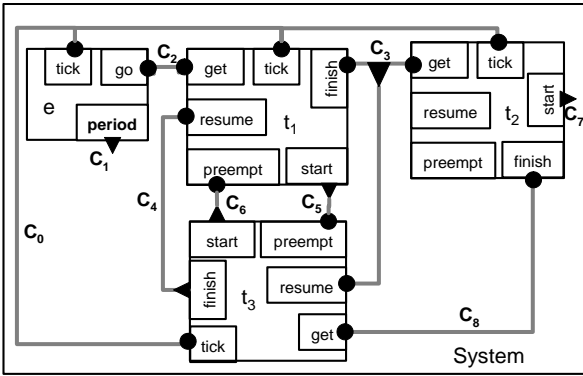 tick
go
e
period
C1
C2
get
tick
finish
resume
t1
preempt
start
C3
get
tick
start
resume
t2
C7
preempt
finish
C4
C6
C5
C0
start
preempt
finish
t3
resume
get
tick
C8
System